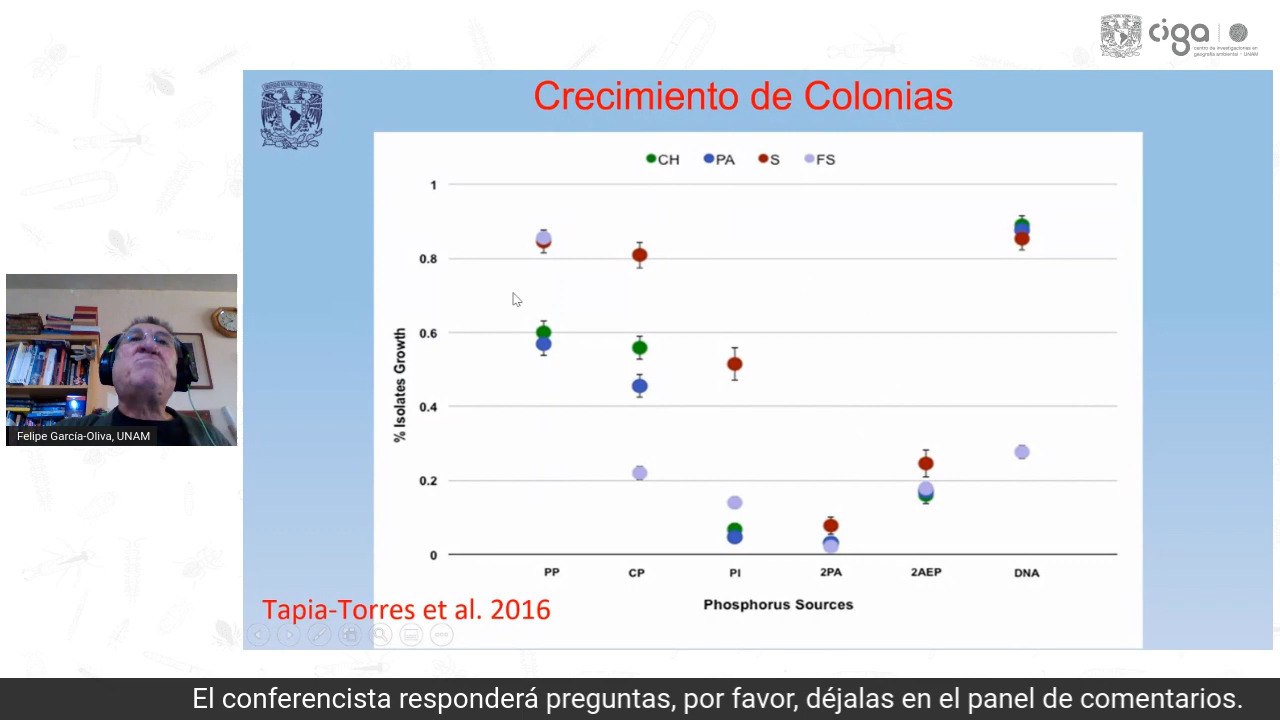 ciga
centro de investigaciones en
geografía ambiental - UNAM
Crecimiento de Colonias
CH PA S FS
1
0.8
0.6
0.4
0.2
0
% Isolates Growth
PP CP PI 2PA 2AEP DNA
Phosphorus Sources
Tapia-Torres et al. 2016
Felipe García-Oliva, UNAM
El conferencista responderá preguntas, por favor, déjalas en el panel de comentarios.